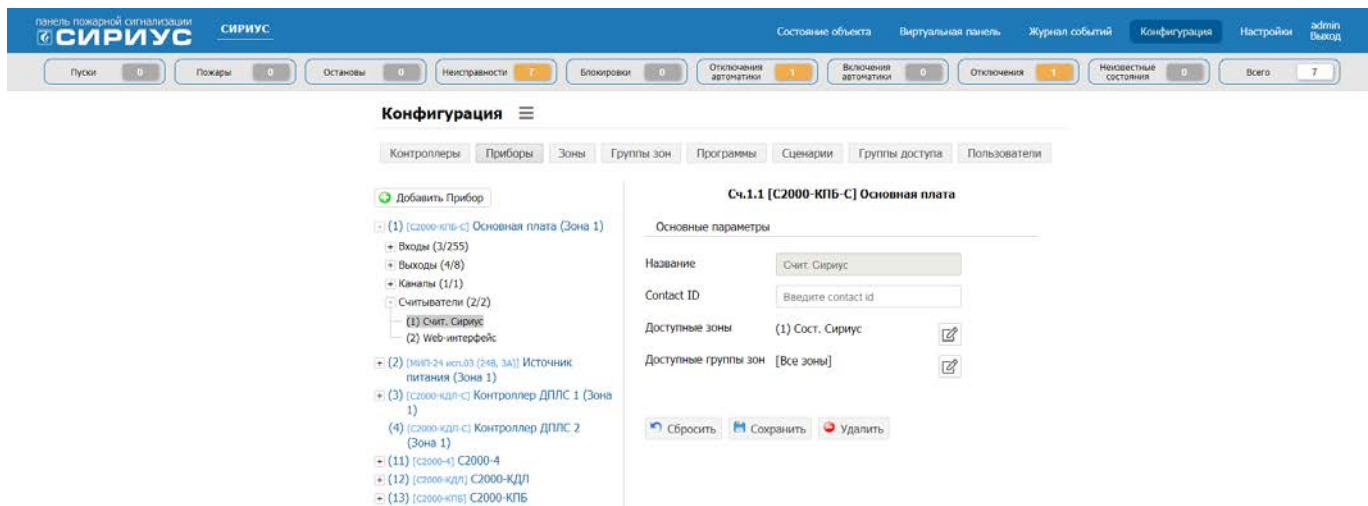 панель пожарной сигнализации
СИРИУС
СИРИУС
Состояние объекта
Виртуальная панель
Журнал событий
Конфигурация
Настройки
admin
Выход
Пуски 0
Пожары 0
Остановы 0
Неисправности 7
Блокировки 0
Отключения
автоматики 1
Включения
автоматики 0
Отключения 1
Неизвестные
состояния 0
Всего 7
Конфигурация
Контроллеры
Приборы
Зоны
Группы зон
Программы
Сценарии
Группы доступа
Пользователи
Добавить Прибор
(1) [С2000-КПБ-С] Основная плата (Зона 1)
Входы (3/255)
Выходы (4/8)
Каналы (1/1)
Считыватели (2/2)
(1) Счит. Сириус
(2) Web-интерфейс
(2) [МИП-24 исп.03 (24В, 3А)] Источник
питания (Зона 1)
(3) [С2000-КДЛ-С] Контроллер ДПЛС 1 (Зона
1)
(4) [С2000-КДЛ-С] Контроллер ДПЛС 2
(Зона 1)
(11) [С2000-4] С2000-4
(12) [С2000-КДЛ] С2000-КДЛ
(13) [С2000-КПБ] С2000-КПБ
Сч.1.1 [С2000-КПБ-С] Основная плата
Основные параметры
Название Счит. Сириус
Contact ID Введите contact id
Доступные зоны (1) Сост. Сириус
Доступные группы зон [Все зоны]
Сбросить
Сохранить
Удалить